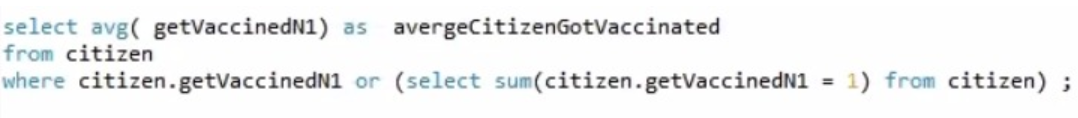 select avg( getVaccinedN1) as  avergeCitizenGotVaccinated
from citizen
where citizen.getVaccinedN1 or (select sum(citizen.getVaccinedN1 = 1) from citizen) ;